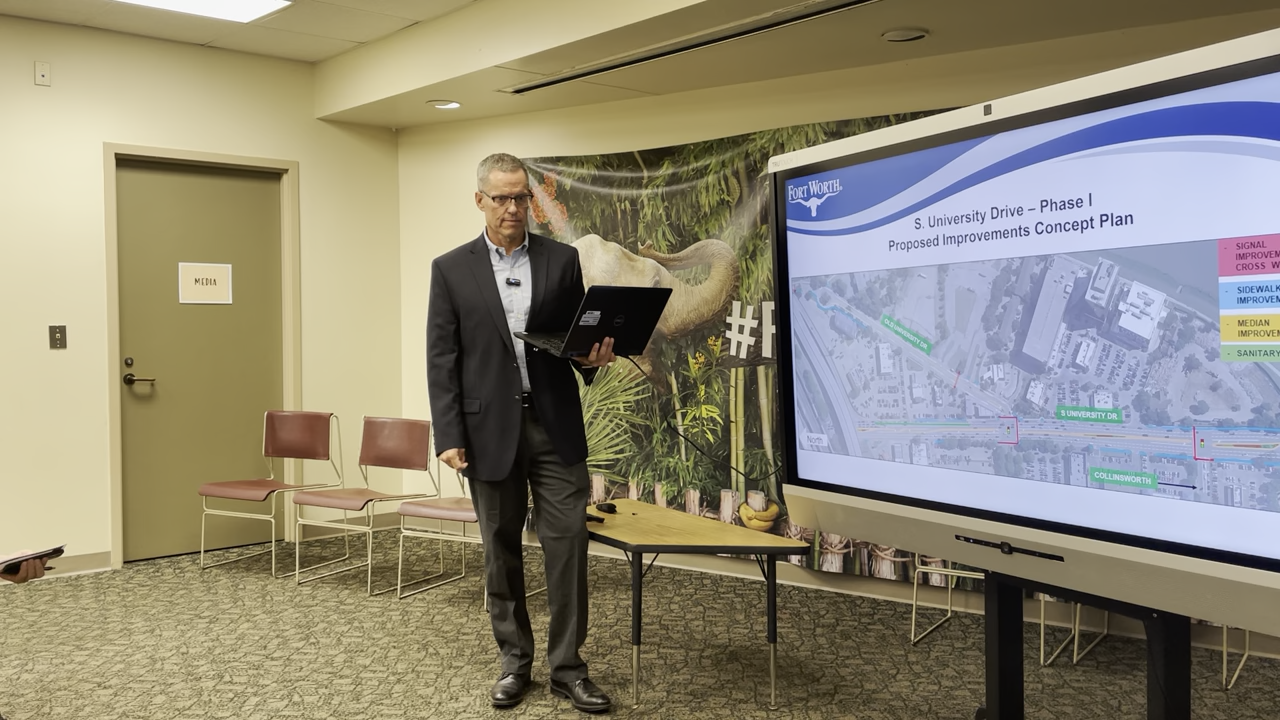 MEDIA
#F
FORT WORTH
S. University Drive – Phase I
Proposed Improvements Concept Plan
SIGNAL
IMPROVEM
CROSS W
SIDEWALK
IMPROVEM
MEDIAN
IMPROVEM
SANITARY
OLD UNIVERSITY DR.
S UNIVERSITY DR.
North
COLLINSWORTH